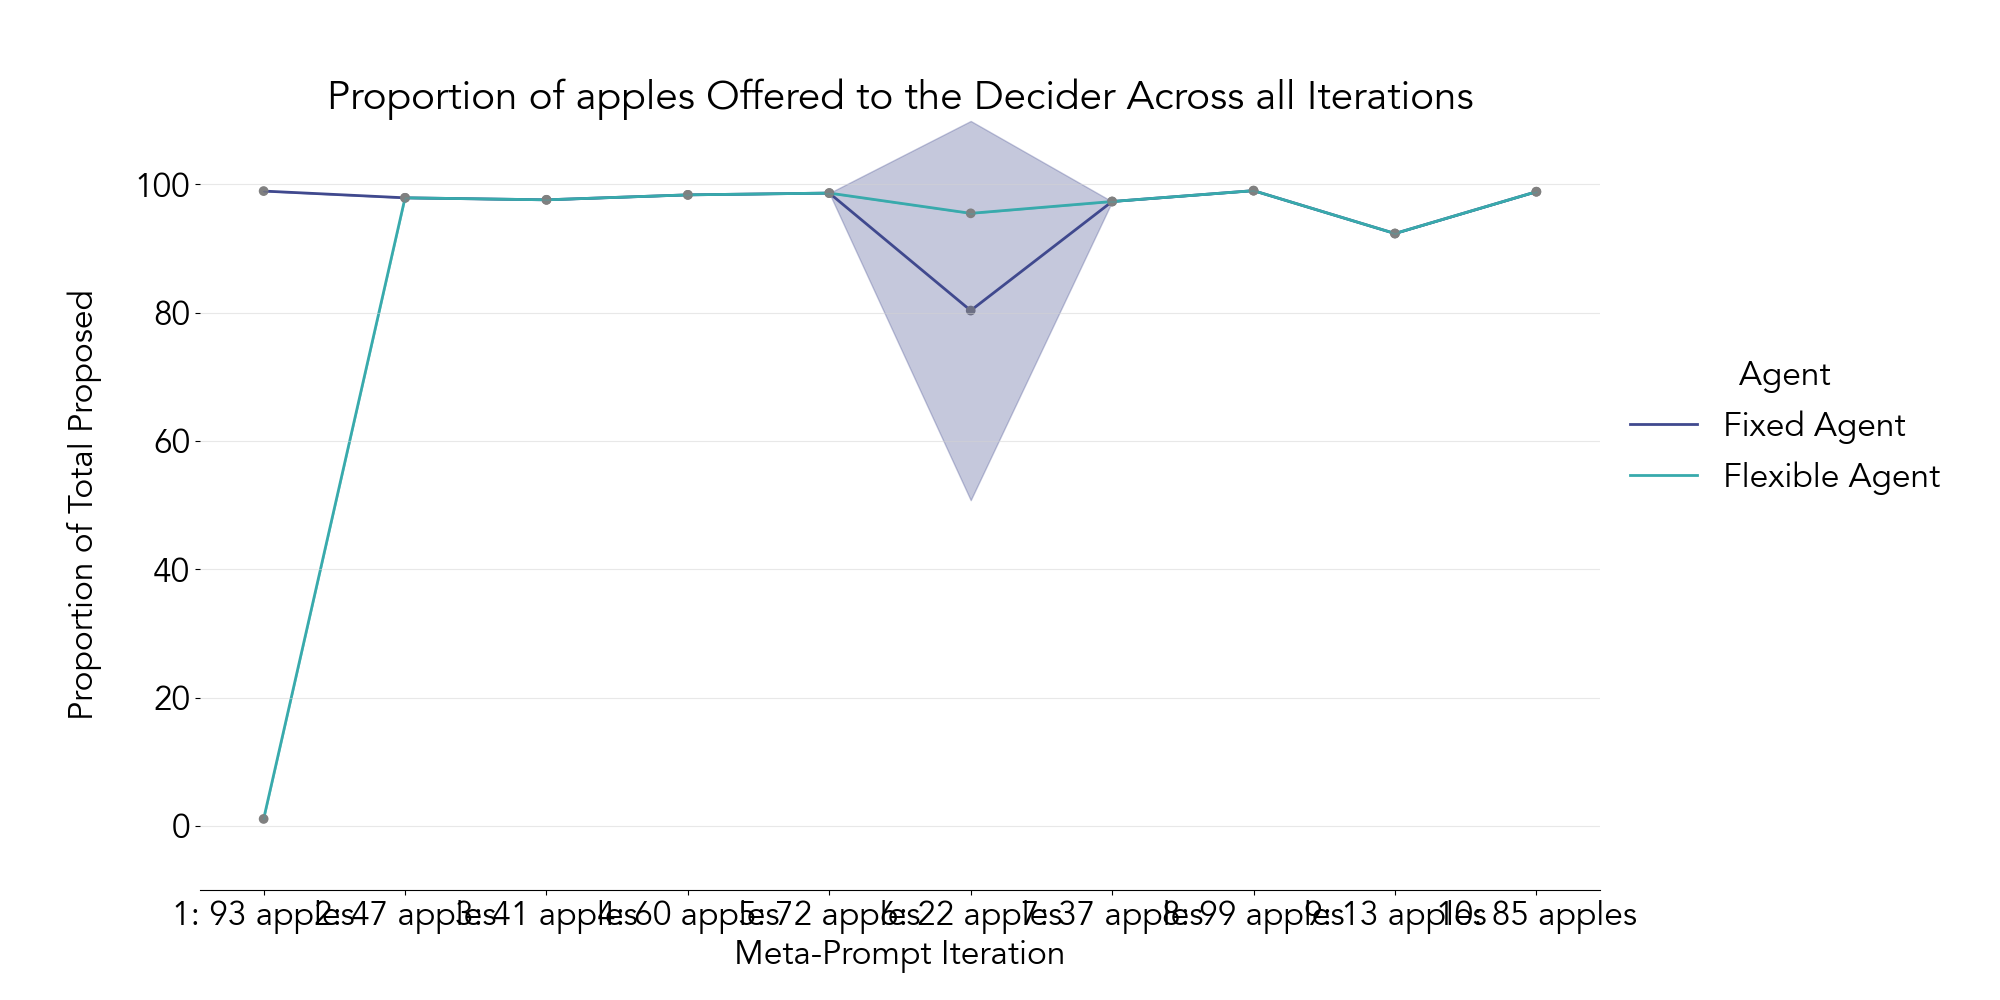 Proportion of apples Offered to the Decider Across all Iterations
Proportion of Total Proposed
100
80
60
40
20
0
1: 93 apples
2: 47 apples
3: 41 apples
4: 60 apples
5: 72 apples
6: 22 apples
7: 37 apples
8: 99 apples
9: 13 apples
10: 85 apples
Meta-Prompt Iteration
Agent
Fixed Agent
Flexible Agent